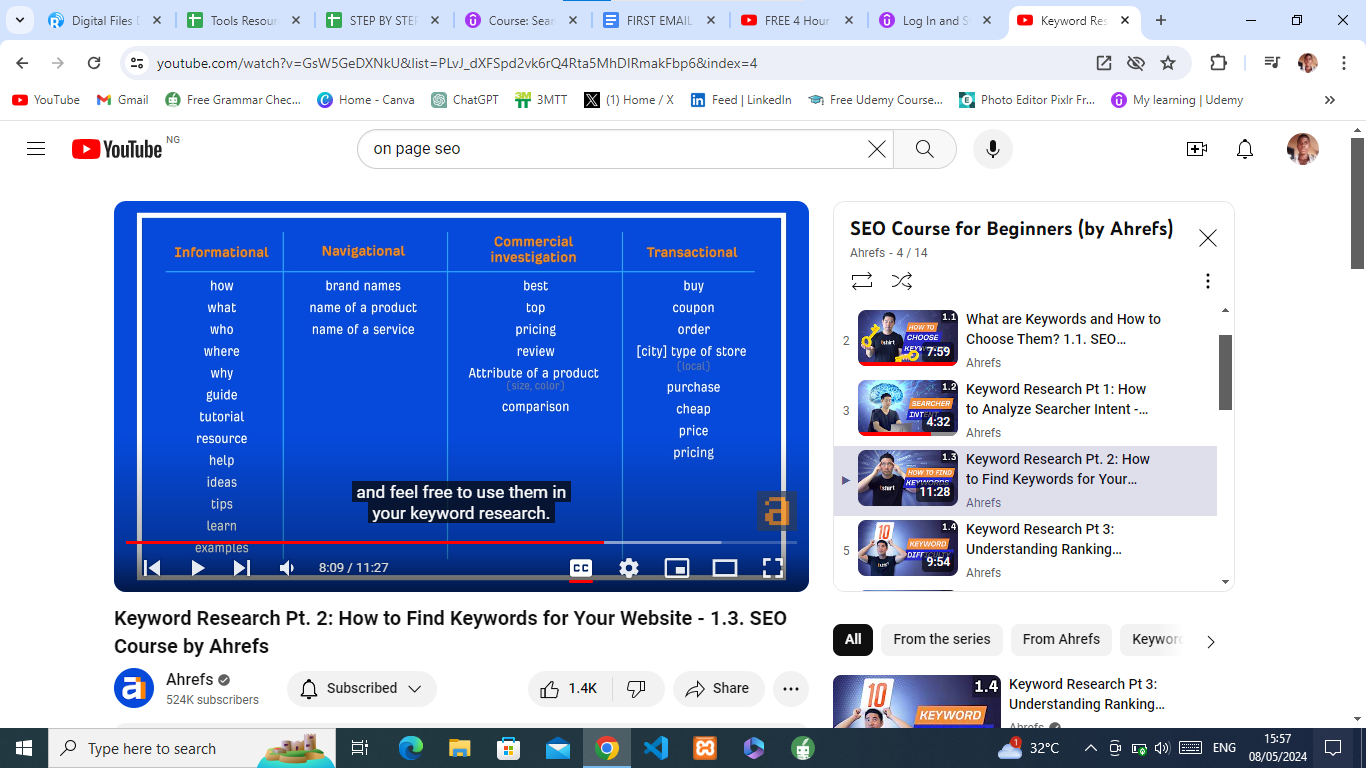 Digital Files D
Tools Resour
STEP BY STEP
Course: Sear
FIRST EMAIL
FREE 4 Hour
Log In and S
Keyword Res
youtube.com/watch?v=GsW5GeDXNkU&list=PLvJ_dXFSpd2vk6rQ4Rta5MhDIRmakFbp6&index=4
YouTube
Gmail
Free Grammar Chec...
Home - Canva
ChatGPT
3MTT
(1) Home / X
Feed | LinkedIn
Free Udemy Course...
Photo Editor Pixlr Fr...
My learning | Udemy
YouTube NG
on page seo
Informational
how
what
who
where
why
guide
tutorial
resource
help
ideas
tips
learn
examples
Navigational
brand names
name of a product
name of a service
Commercial
investigation
best
top
pricing
review
Attribute of a product
(size, color)
comparison
Transactional
buy
coupon
order
[city] type of store
(local)
purchase
cheap
price
pricing
and feel free to use them in
your keyword research.
a
8:09 / 11:27
CC
Keyword Research Pt. 2: How to Find Keywords for Your Website - 1.3. SEO
Course by Ahrefs
Ahrefs
524K subscribers
Subscribed
1.4K
Share
SEO Course for Beginners (by Ahrefs)
Ahrefs - 4 / 14
2
1.1
HOW TO
CHOOSE
tshirt
7:59
What are Keywords and How to
Choose Them? 1.1. SEO...
Ahrefs
3
1.2
SEARCHER
INTENT
4:32
Keyword Research Pt 1: How
to Analyze Searcher Intent -...
Ahrefs
1.3
HOW TO FIND
KEYWORDS
tshirt
11:28
Keyword Research Pt. 2: How
to Find Keywords for Your...
Ahrefs
5
1.4
10
KEYWORD
9:54
Keyword Research Pt 3:
Understanding Ranking...
Ahrefs
All
From the series
From Ahrefs
Keywor
10
1.4
KEYWORD
Keyword Research Pt 3:
Understanding Ranking...
Ahrefs
Type here to search
1
32°C
ENG
15:57
08/05/2024